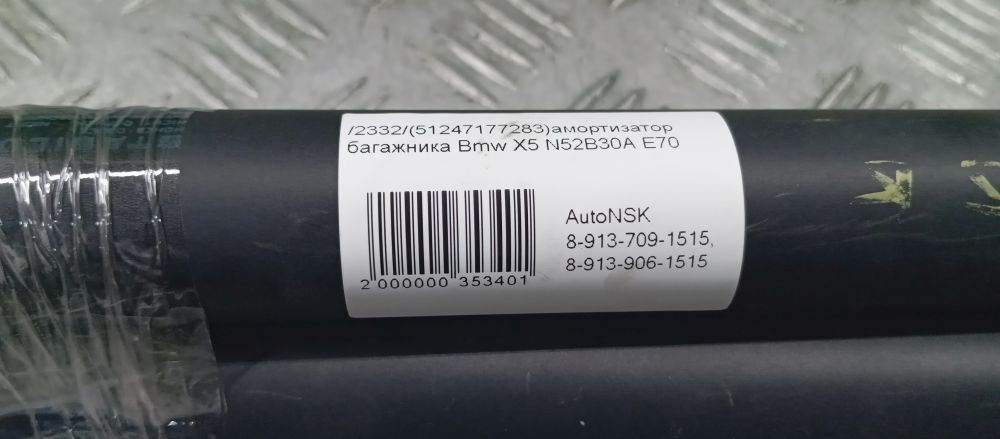 /2332/(51247177283)амортизатор
багажника Bmw X5 N52B30A E70
AutoNSK
8-913-709-1515,
8-913-906-1515
2 000000 353401